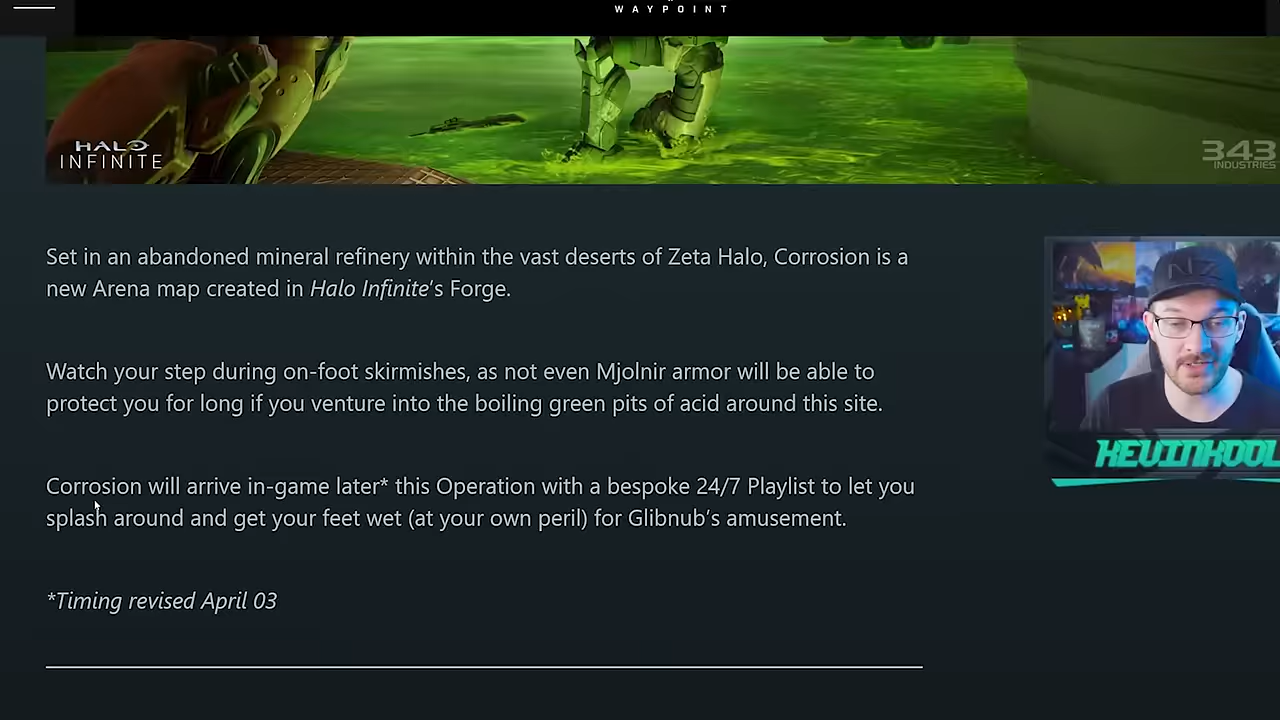 WAYPOINT
HALO
INFINITE
343
INDUSTRIES
Set in an abandoned mineral refinery within the vast deserts of Zeta Halo, Corrosion is a
new Arena map created in Halo Infinite's Forge.
Watch your step during on-foot skirmishes, as not even Mjolnir armor will be able to
protect you for long if you venture into the boiling green pits of acid around this site.
Corrosion will arrive in-game later* this Operation with a bespoke 24/7 Playlist to let you
splash around and get your feet wet (at your own peril) for Glibnub's amusement.
*Timing revised April 03
N7
KEVINKOOL